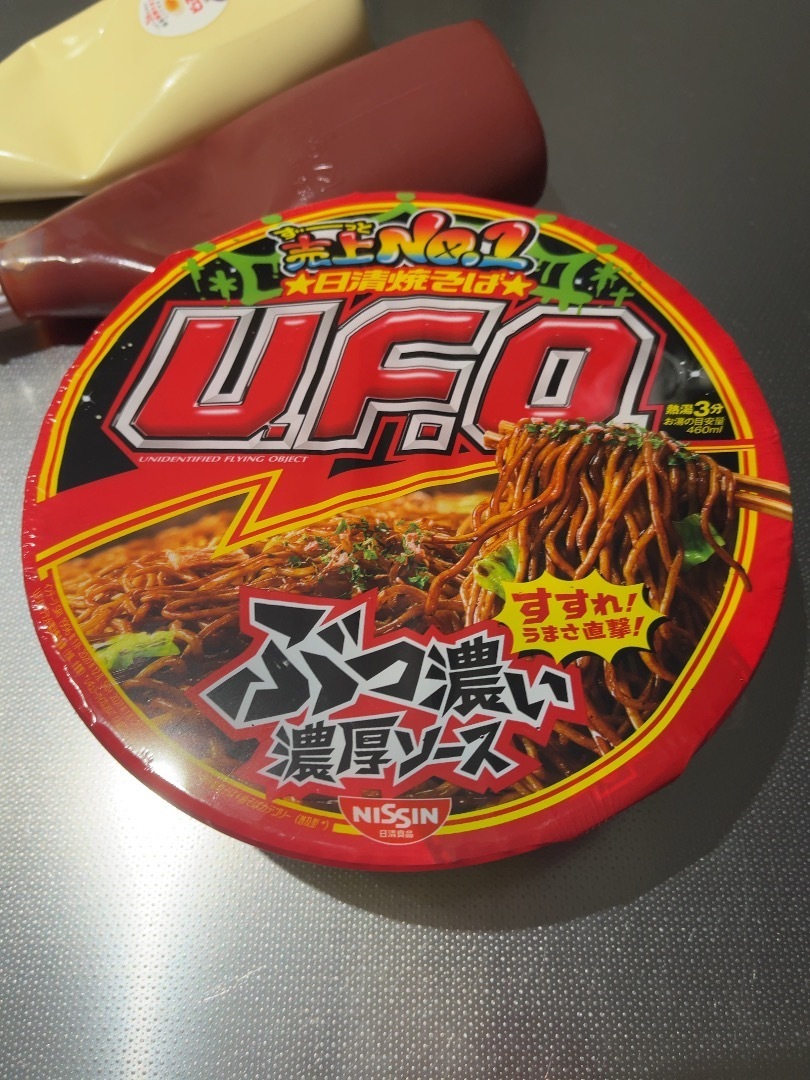 ずーっと
売上No.1
★日清焼そば★
U.F.O.
UNIDENTIFIED FLYING OBJECT
熱湯3分
お湯の目安量
460ml
すすれ!
うまさ直撃!
ぶつ濃い
濃厚ソース
NISSIN
日清食品